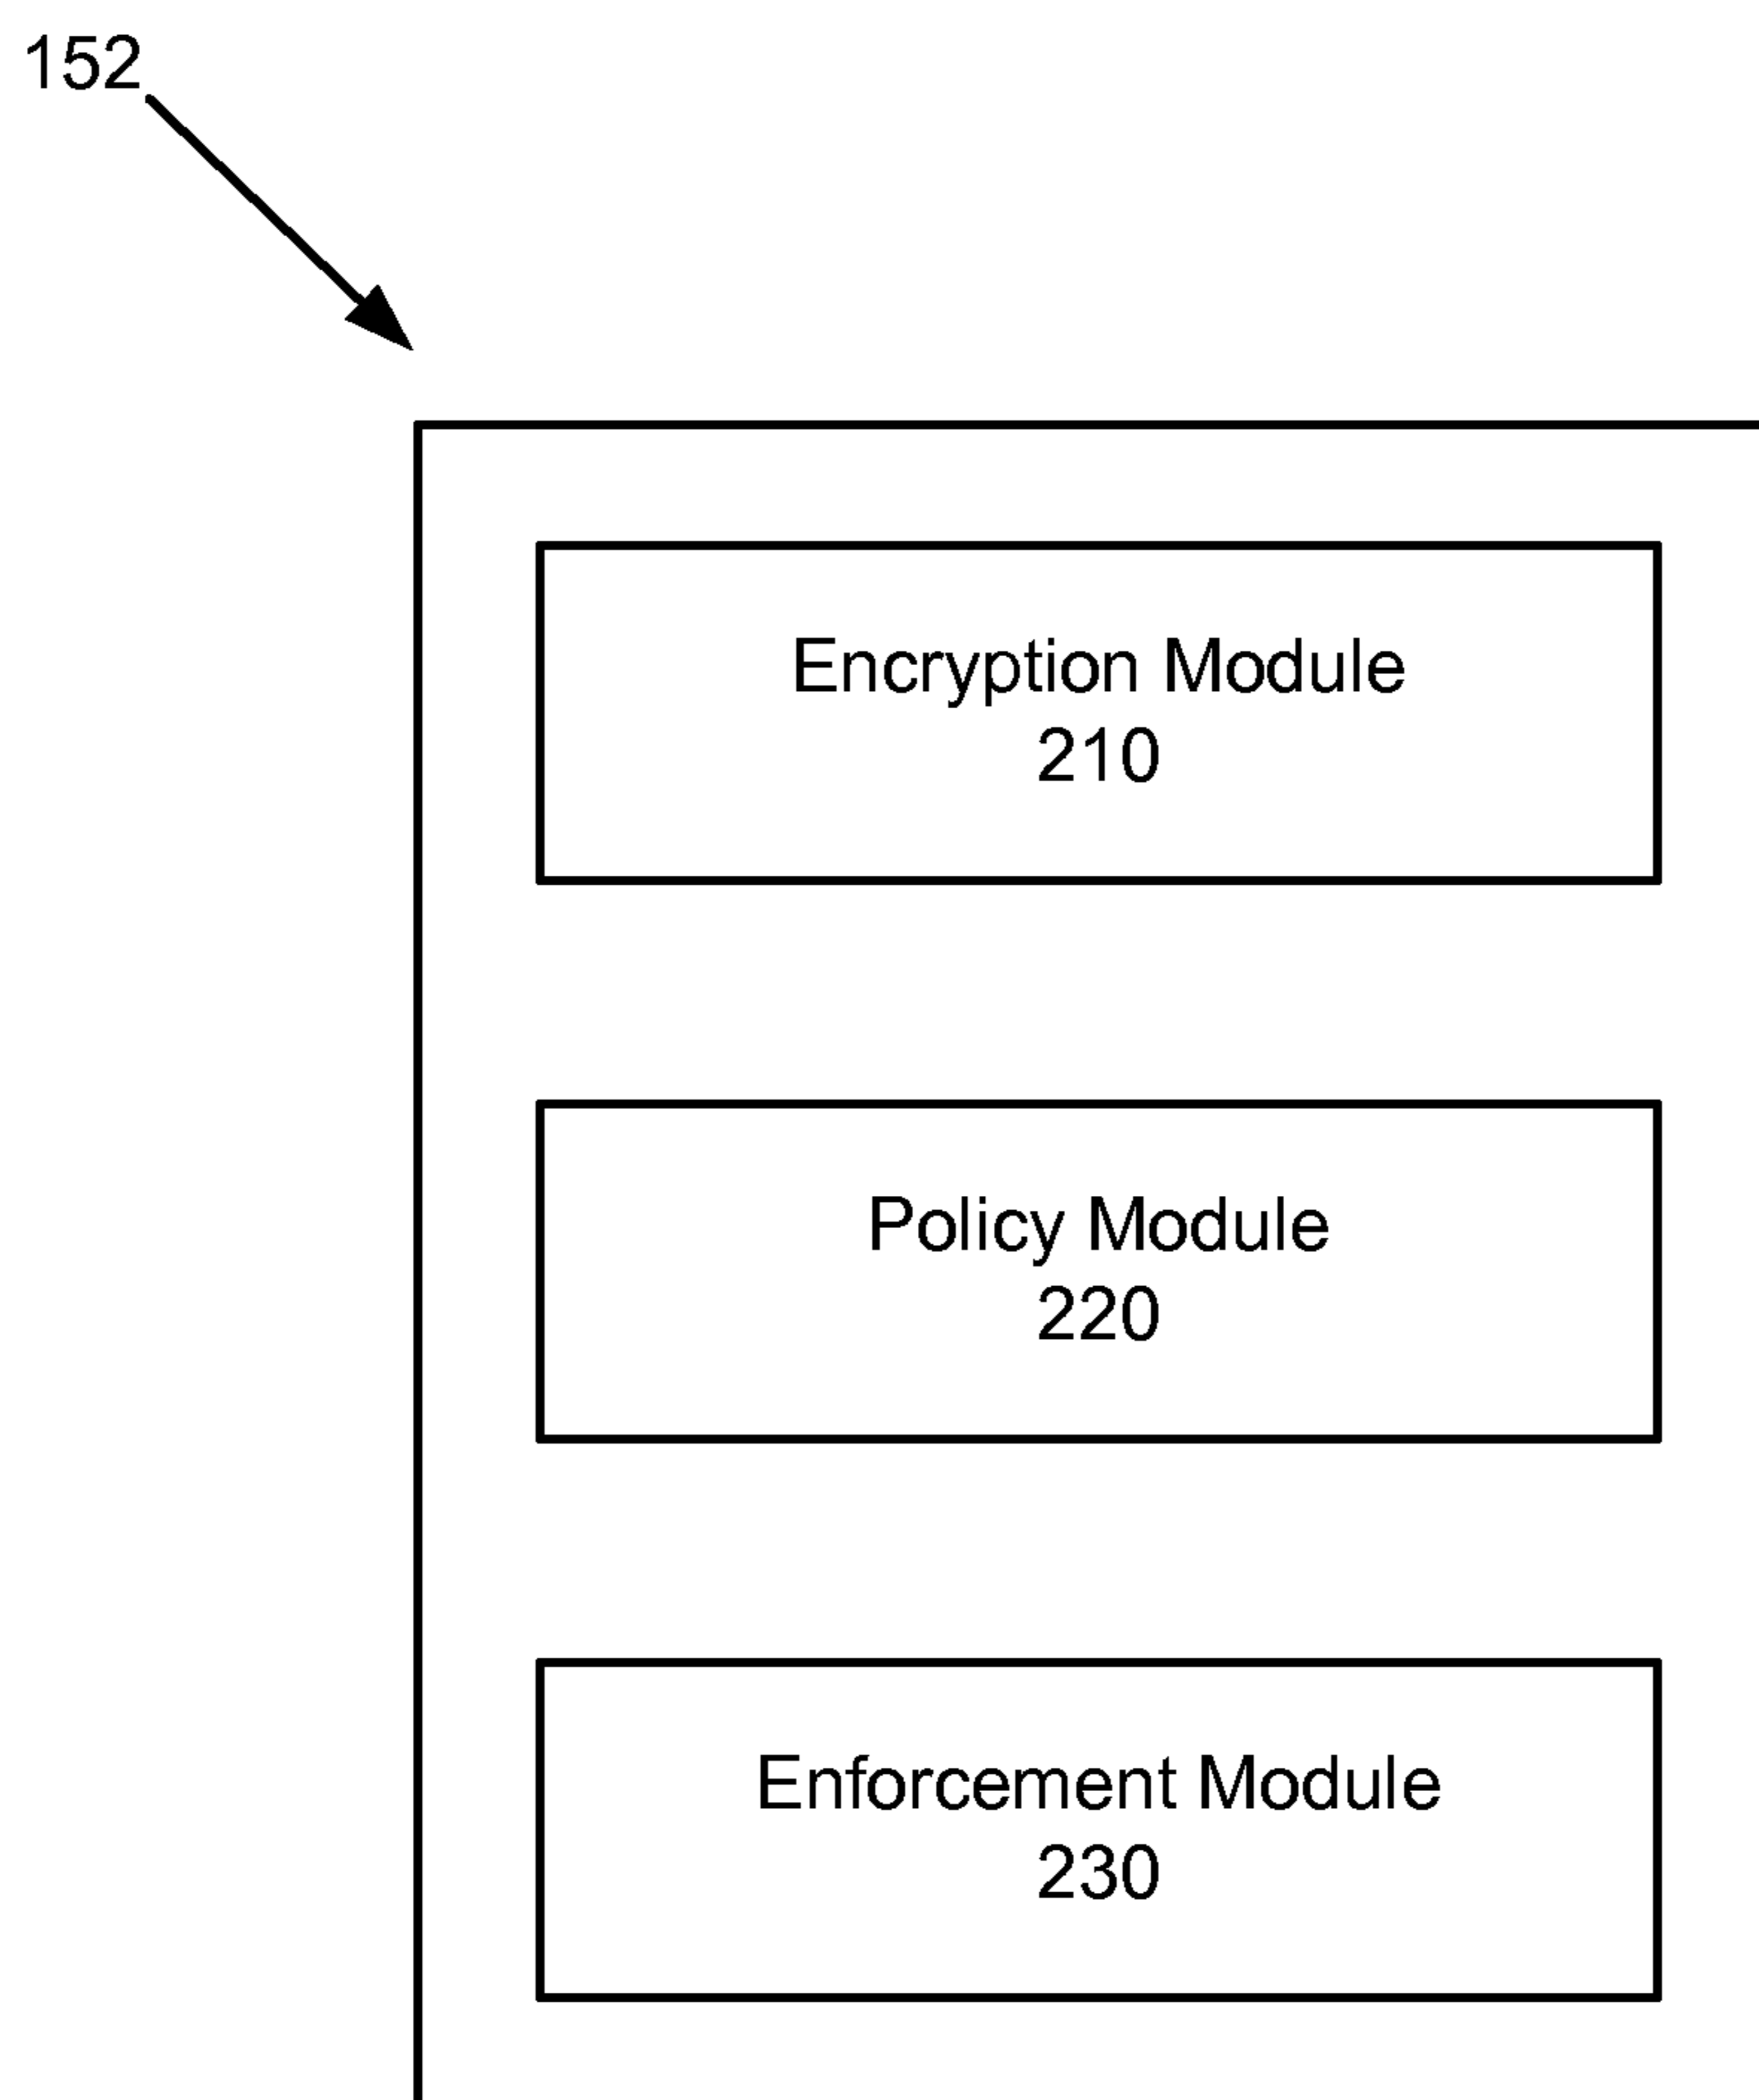 152
Encryption Module
210
Policy Module
220
Enforcement Module
230